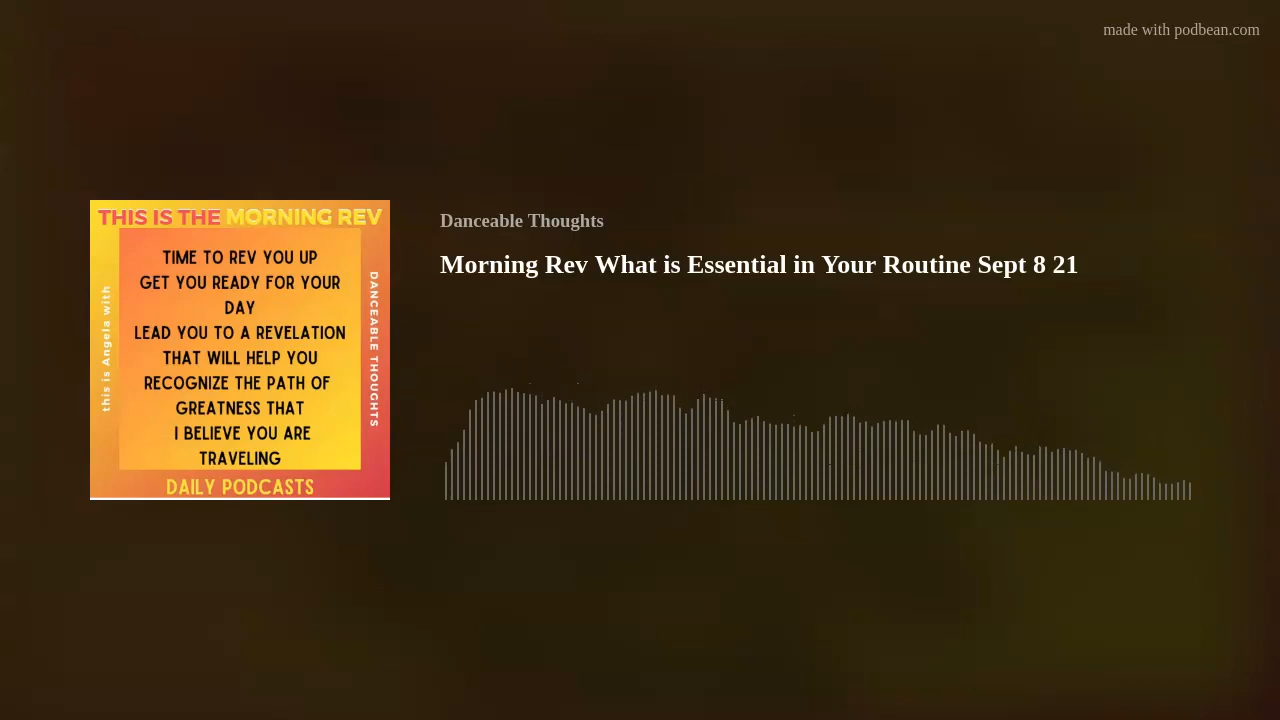 made with podbean.com
THIS IS THE MORNING REV
this is Angela with
TIME TO REV YOU UP
GET YOU READY FOR YOUR
DAY
LEAD YOU TO A REVELATION
THAT WILL HELP YOU
RECOGNIZE THE PATH OF
GREATNESS THAT
I BELIEVE YOU ARE
TRAVELING
DANCEABLE THOUGHTS
DAILY PODCASTS
Danceable Thoughts
Morning Rev What is Essential in Your Routine Sept 8 21